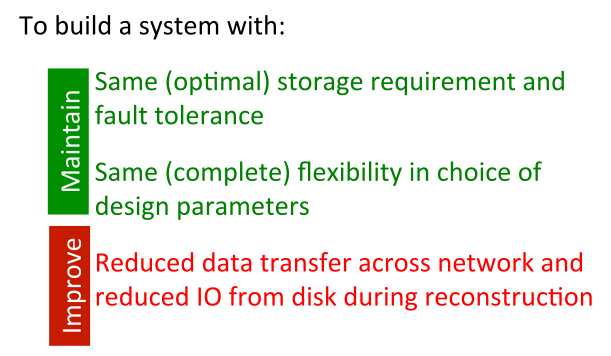 To build a system with:
Maintain
Same (optimal) storage requirement and
fault tolerance
Same (complete) flexibility in choice of
design parameters
Improve
Reduced data transfer across network and
reduced IO from disk during reconstruction